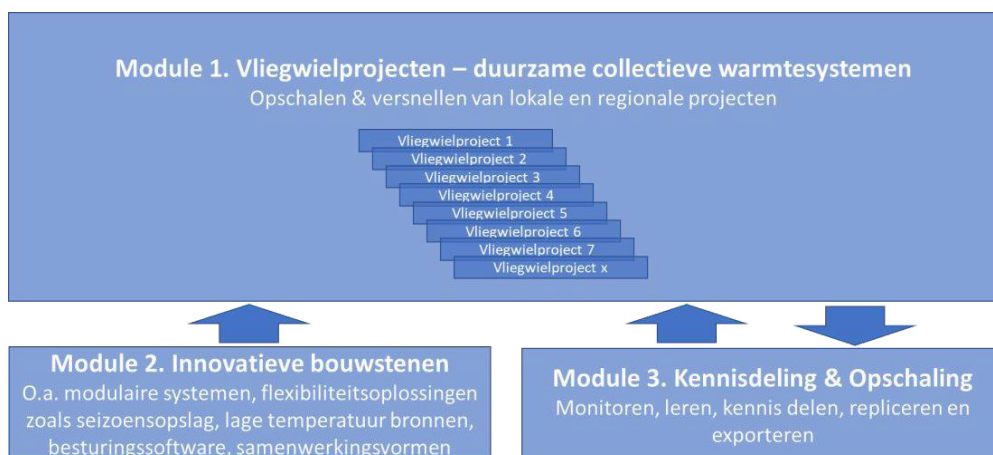 Module 1. Vliegwielprojecten – duurzame collectieve warmtesystemen
Opschalen & versnellen van lokale en regionale projecten
Vliegwielproject 1
Vliegwielproject 2
Vliegwielproject 3
Vliegwielproject 4
Vliegwielproject 5
Vliegwielproject 6
Vliegwielproject 7
Vliegwielproject x
Module 2. Innovatieve bouwstenen
O.a. modulaire systemen, flexibiliteitsoplossingen
zoals seizoensopslag, lage temperatuur bronnen,
besturingssoftware, samenwerkingsvormen
Module 3. Kennisdeling & Opschaling
Monitoren, leren, kennis delen, repliceren en
exporteren